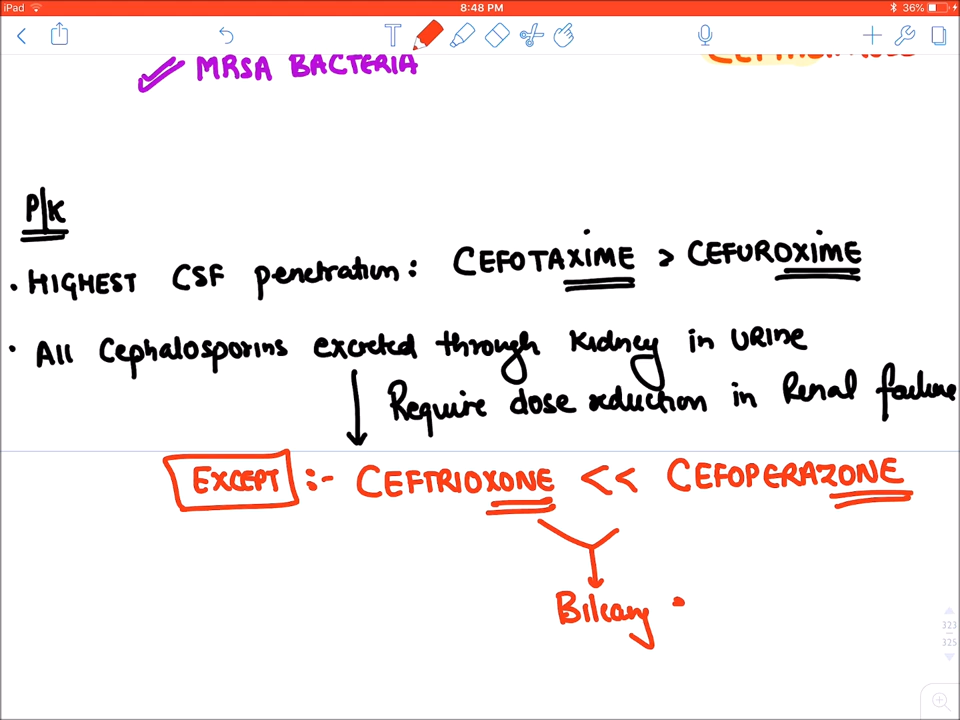 iPad 8:48 PM 36%
T
MRSA BACTERIA
P/K
• HIGHEST CSF penetration: CEFOTAXIME > CEFUROXIME
• All Cephalosporins excreted through kidney in URINE
Require dose reduction in Renal failure
EXCEPT :- CEFTRIOXONE << CEFOPERAZONE
Biliary
323
325